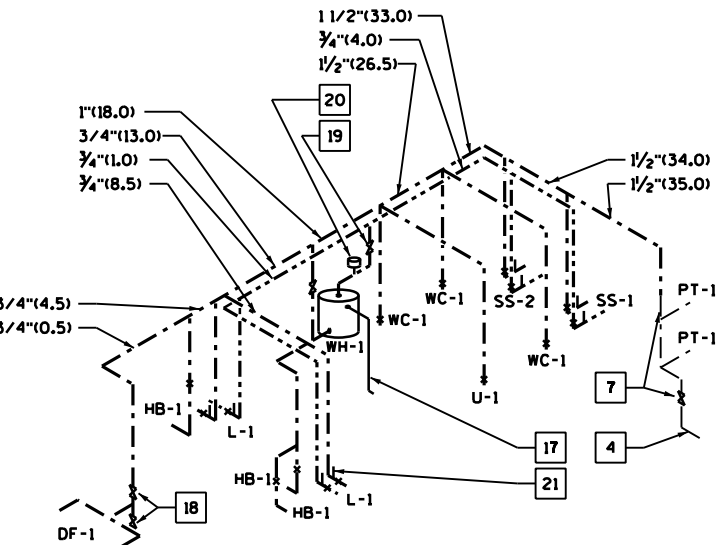 1 1/2"(33.0)
3/4"(4.0)
1 1/2"(26.5)
20
1"(18.0)
3/4"(13.0)
19
3/4"(1.0)
1 1/2"(34.0)
3/4"(8.5)
1 1/2"(35.0)
PT-1
WC-1
SS-2
SS-1
3/4"(4.5)
WC-1
3/4"(0.5)
PT-1
WH-1
WC-1
7
U-1
HB-1
L-1
17
4
HB-1
21
L-1
18
HB-1
DF-1